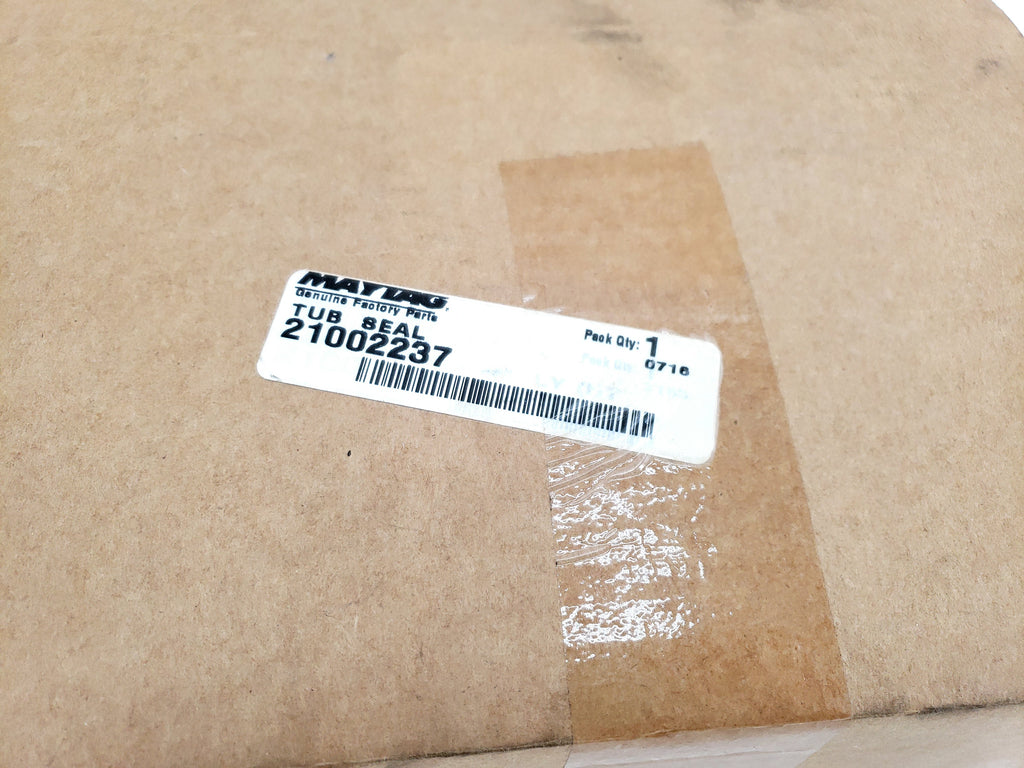 MAYTAG
Genuine Factory Parts
TUB SEAL
21002237
Pack Qty: 1
0716